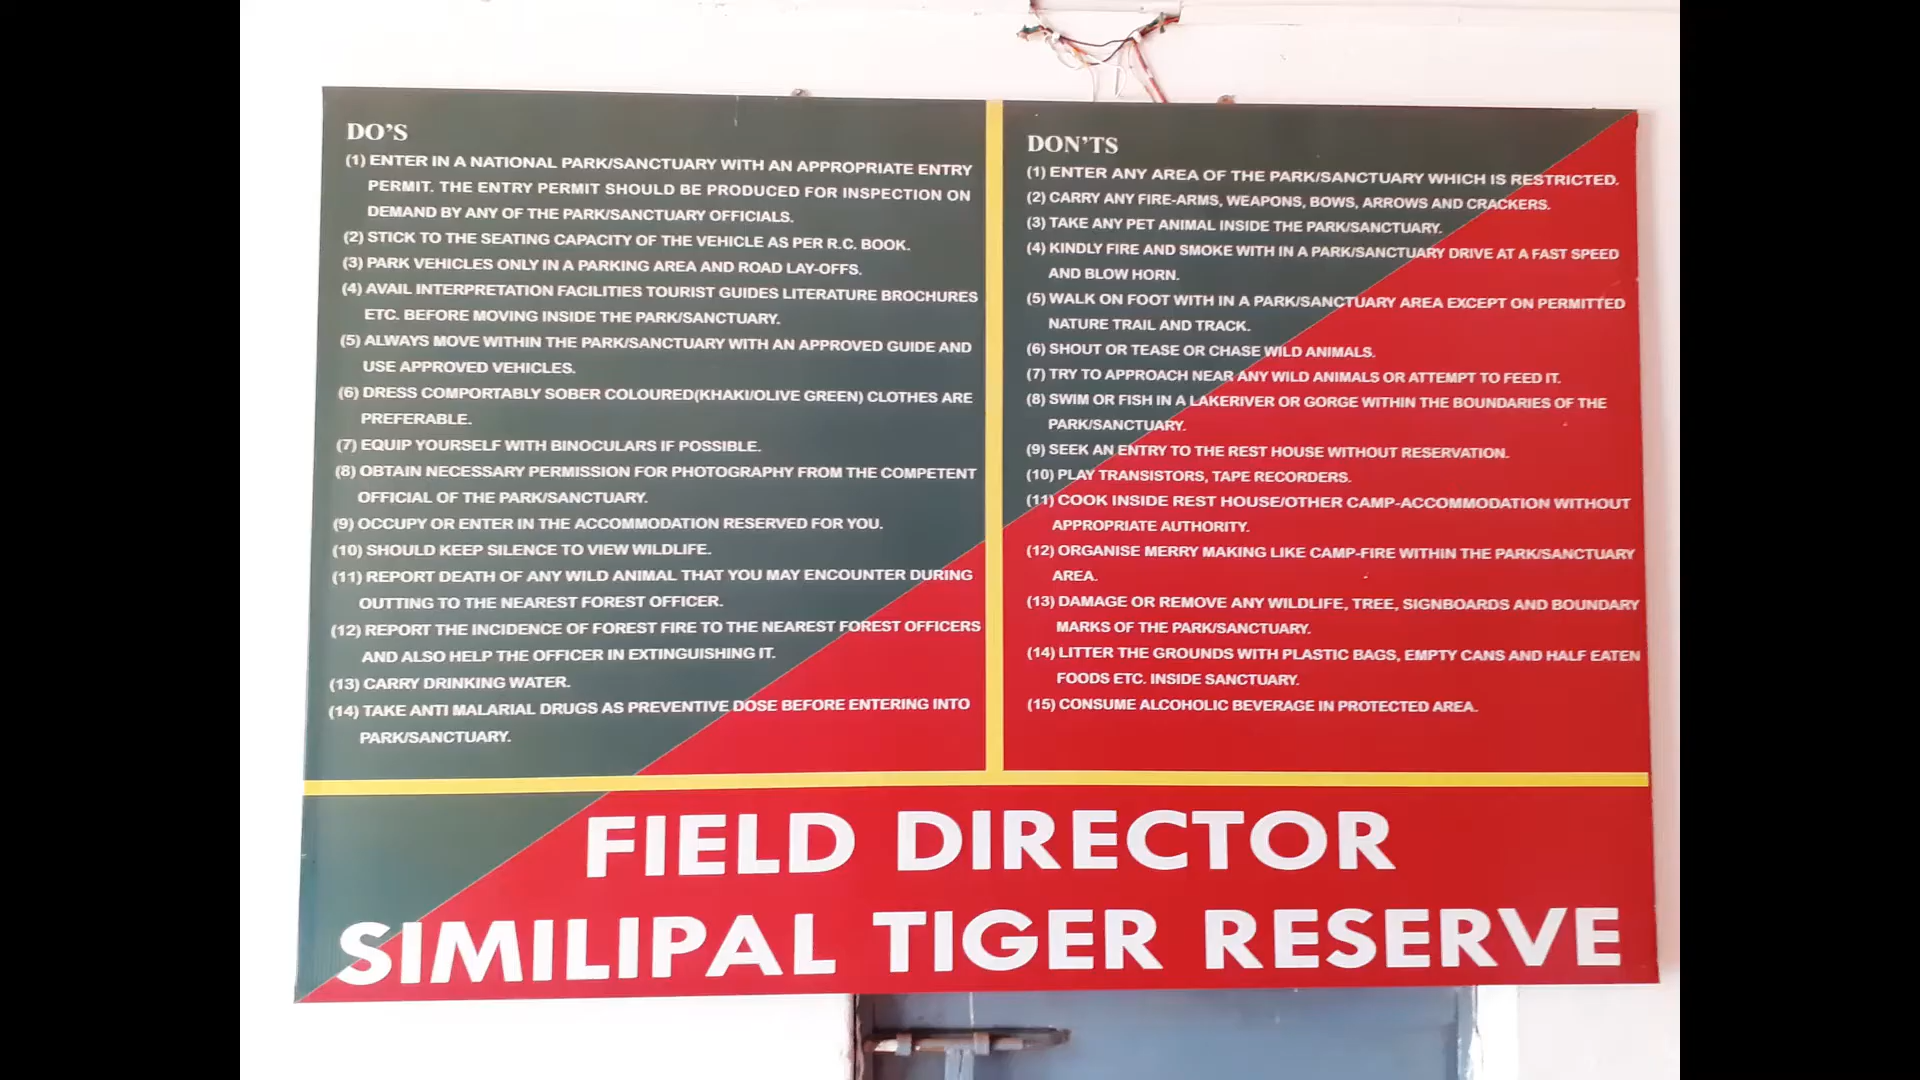 DO'S
(1) ENTER IN A NATIONAL PARK/SANCTUARY WITH AN APPROPRIATE ENTRY
PERMIT. THE ENTRY PERMIT SHOULD BE PRODUCED FOR INSPECTION ON
DEMAND BY ANY OF THE PARK/SANCTUARY OFFICIALS.
(2) STICK TO THE SEATING CAPACITY OF THE VEHICLE AS PER R.C. BOOK.
(3) PARK VEHICLES ONLY IN A PARKING AREA AND ROAD LAY-OFFS.
(4) AVAIL INTERPRETATION FACILITIES TOURIST GUIDES LITERATURE BROCHURES
ETC. BEFORE MOVING INSIDE THE PARK/SANCTUARY.
(5) ALWAYS MOVE WITHIN THE PARK/SANCTUARY WITH AN APPROVED GUIDE AND
USE APPROVED VEHICLES.
(6) DRESS COMPORTABLY SOBER COLOURED(KHAKI/OLIVE GREEN) CLOTHES ARE
PREFERABLE.
(7) EQUIP YOURSELF WITH BINOCULARS IF POSSIBLE.
(8) OBTAIN NECESSARY PERMISSION FOR PHOTOGRAPHY FROM THE COMPETENT
OFFICIAL OF THE PARK/SANCTUARY.
(9) OCCUPY OR ENTER IN THE ACCOMMODATION RESERVED FOR YOU.
(10) SHOULD KEEP SILENCE TO VIEW WILDLIFE.
(11) REPORT DEATH OF ANY WILD ANIMAL THAT YOU MAY ENCOUNTER DURING
OUTTING TO THE NEAREST FOREST OFFICER.
(12) REPORT THE INCIDENCE OF FOREST FIRE TO THE NEAREST FOREST OFFICERS
AND ALSO HELP THE OFFICER IN EXTINGUISHING IT.
(13) CARRY DRINKING WATER.
(14) TAKE ANTI MALARIAL DRUGS AS PREVENTIVE DOSE BEFORE ENTERING INTO
PARK/SANCTUARY.
DON'TS
(1) ENTER ANY AREA OF THE PARK/SANCTUARY WHICH IS RESTRICTED.
(2) CARRY ANY FIRE-ARMS, WEAPONS, BOWS, ARROWS AND CRACKERS.
(3) TAKE ANY PET ANIMAL INSIDE THE PARK/SANCTUARY.
(4) KINDLY FIRE AND SMOKE WITH IN A PARK/SANCTUARY DRIVE AT A FAST SPEED
AND BLOW HORN.
(5) WALK ON FOOT WITH IN A PARK/SANCTUARY AREA EXCEPT ON PERMITTED
NATURE TRAIL AND TRACK.
(6) SHOUT OR TEASE OR CHASE WILD ANIMALS.
(7) TRY TO APPROACH NEAR ANY WILD ANIMALS OR ATTEMPT TO FEED IT.
(8) SWIM OR FISH IN A LAKERIVER OR GORGE WITHIN THE BOUNDARIES OF THE
PARK/SANCTUARY.
(9) SEEK AN ENTRY TO THE REST HOUSE WITHOUT RESERVATION.
(10) PLAY TRANSISTORS, TAPE RECORDERS.
(11) COOK INSIDE REST HOUSE/OTHER CAMP-ACCOMMODATION WITHOUT
APPROPRIATE AUTHORITY.
(12) ORGANISE MERRY MAKING LIKE CAMP-FIRE WITHIN THE PARK/SANCTUARY
AREA.
(13) DAMAGE OR REMOVE ANY WILDLIFE, TREE, SIGNBOARDS AND BOUNDARY
MARKS OF THE PARK/SANCTUARY.
(14) LITTER THE GROUNDS WITH PLASTIC BAGS, EMPTY CANS AND HALF EATEN
FOODS ETC. INSIDE SANCTUARY.
(15) CONSUME ALCOHOLIC BEVERAGE IN PROTECTED AREA.
FIELD DIRECTOR
SIMILIPAL TIGER RESERVE